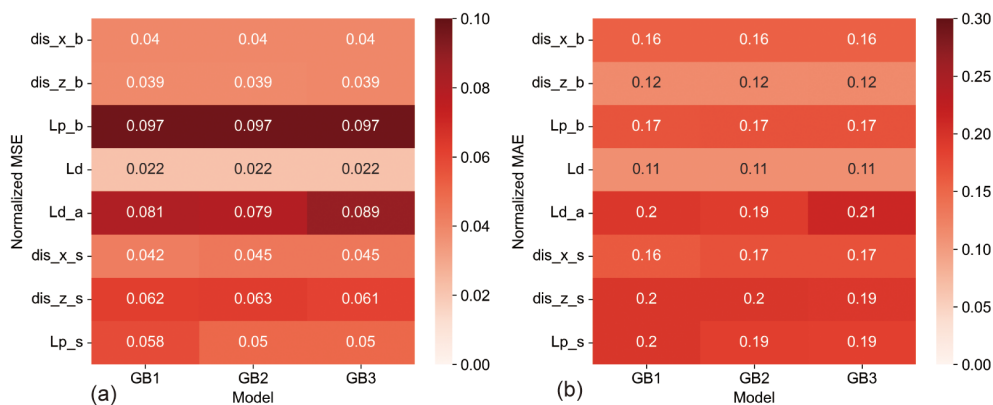 Normalized MSE
dis_x_b 0.04 0.04 0.04
dis_z_b 0.039 0.039 0.039
Lp_b 0.097 0.097 0.097
Ld 0.022 0.022 0.022
Ld_a 0.081 0.079 0.089
dis_x_s 0.042 0.045 0.045
dis_z_s 0.062 0.063 0.061
Lp_s 0.058 0.05 0.05
GB1 GB2 GB3
(a) Model
0.10
0.08
0.06
0.04
0.02
0.00
Normalized MAE
dis_x_b 0.16 0.16 0.16
dis_z_b 0.12 0.12 0.12
Lp_b 0.17 0.17 0.17
Ld 0.11 0.11 0.11
Ld_a 0.2 0.19 0.21
dis_x_s 0.16 0.17 0.17
dis_z_s 0.2 0.2 0.19
Lp_s 0.2 0.19 0.19
GB1 GB2 GB3
(b) Model
0.30
0.25
0.20
0.15
0.10
0.05
0.00